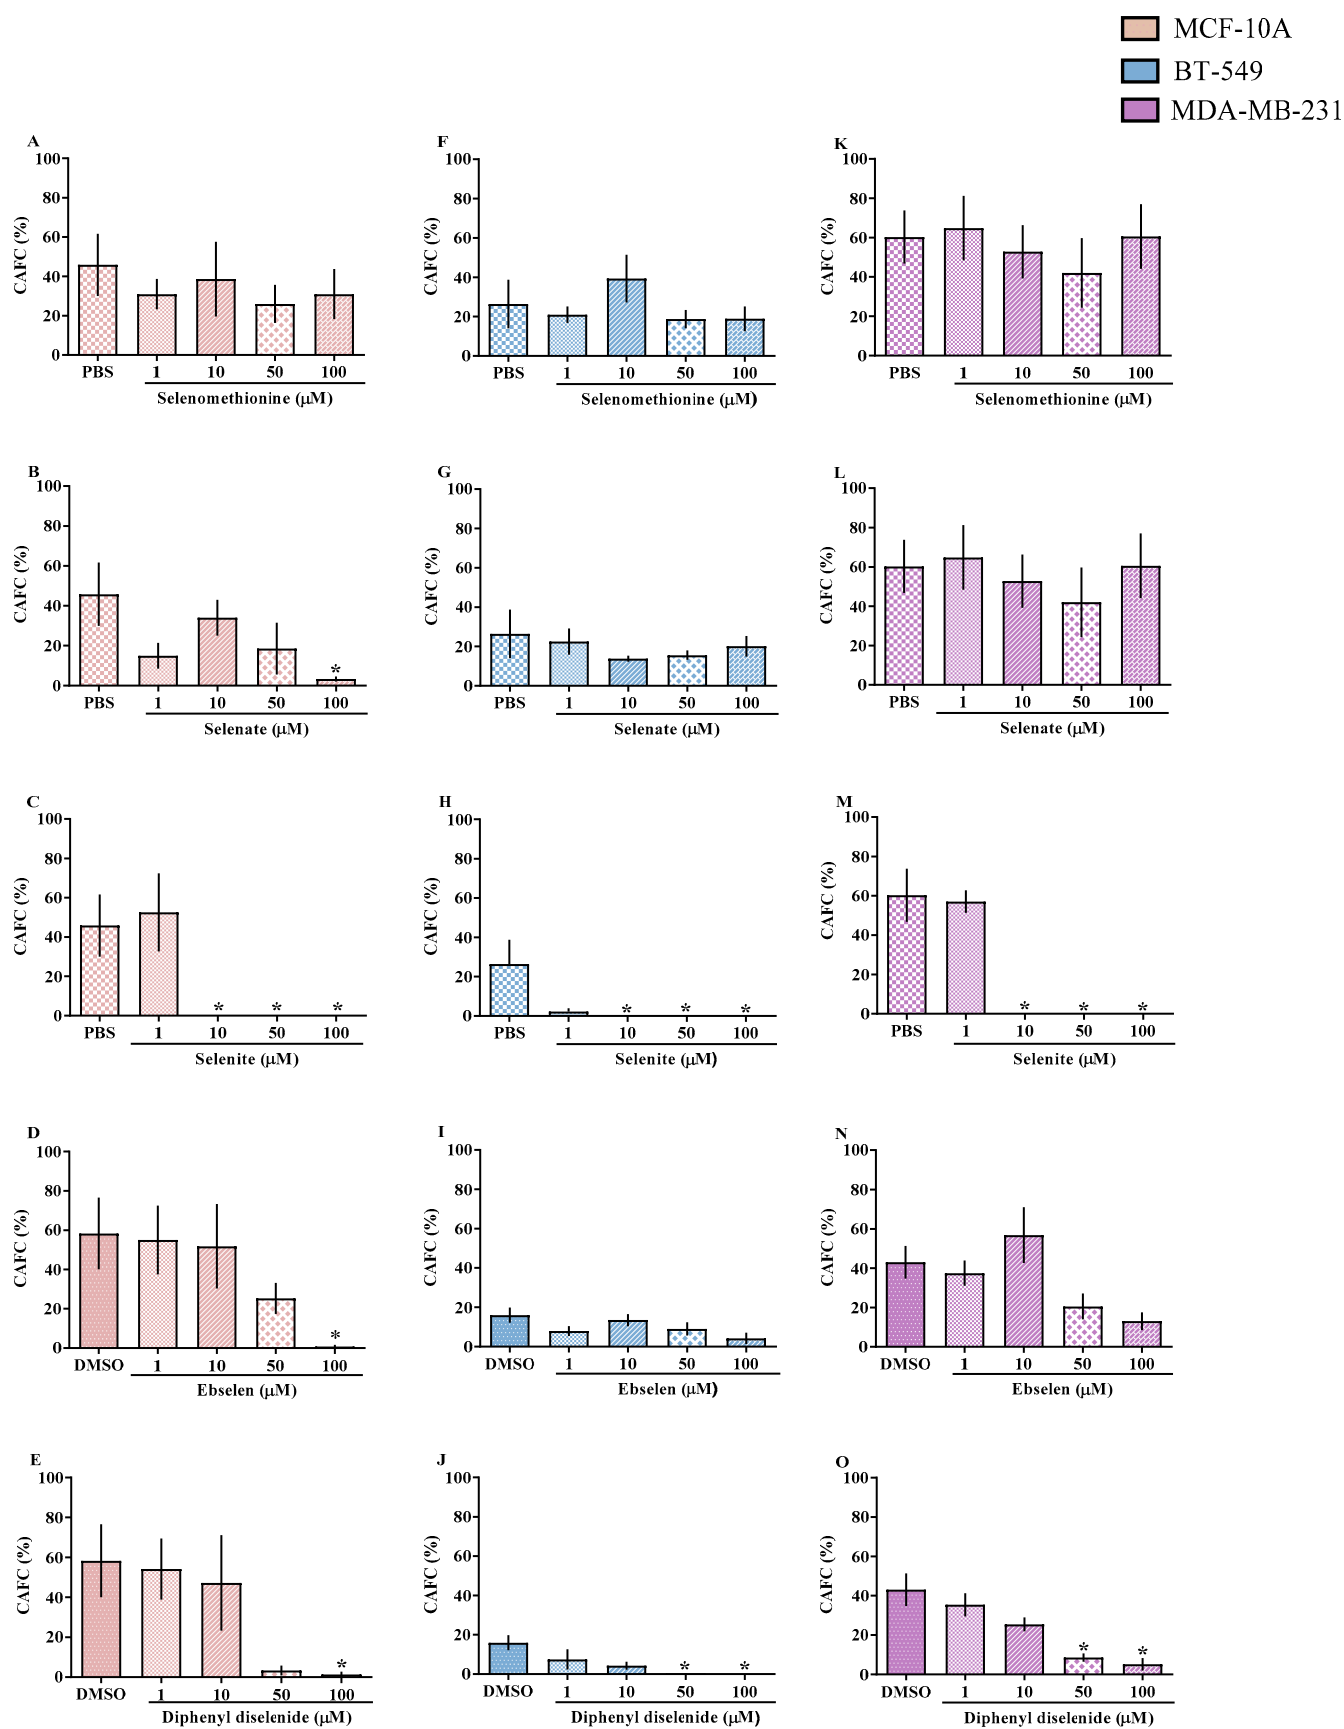 MCF-10A
BT-549
MDA-MB-231
A
CAFC (%)
100
80
60
40
20
0
PBS 1 10 50 100
Selenomethionine (μM)
F
CAFC (%)
100
80
60
40
20
0
PBS 1 10 50 100
Selenomethionine (μM)
K
CAFC (%)
100
80
60
40
20
0
PBS 1 10 50 100
Selenomethionine (μM)
B
CAFC (%)
100
80
60
40
20
0
*
PBS 1 10 50 100
Selenate (μM)
G
CAFC (%)
100
80
60
40
20
0
PBS 1 10 50 100
Selenate (μM)
L
CAFC (%)
100
80
60
40
20
0
PBS 1 10 50 100
Selenate (μM)
C
CAFC (%)
100
80
60
40
20
0
* * *
PBS 1 10 50 100
Selenite (μM)
H
CAFC (%)
100
80
60
40
20
0
* * *
PBS 1 10 50 100
Selenite (μM)
M
CAFC (%)
100
80
60
40
20
0
* * *
PBS 1 10 50 100
Selenite (μM)
D
CAFC (%)
100
80
60
40
20
0
*
DMSO 1 10 50 100
Ebselen (μM)
I
CAFC (%)
100
80
60
40
20
0
DMSO 1 10 50 100
Ebselen (μM)
N
CAFC (%)
100
80
60
40
20
0
DMSO 1 10 50 100
Ebselen (μM)
E
CAFC (%)
100
80
60
40
20
0
*
DMSO 1 10 50 100
Diphenyl diselenide (μM)
J
CAFC (%)
100
80
60
40
20
0
* *
DMSO 1 10 50 100
Diphenyl diselenide (μM)
O
CAFC (%)
100
80
60
40
20
0
* *
DMSO 1 10 50 100
Diphenyl diselenide (μM)